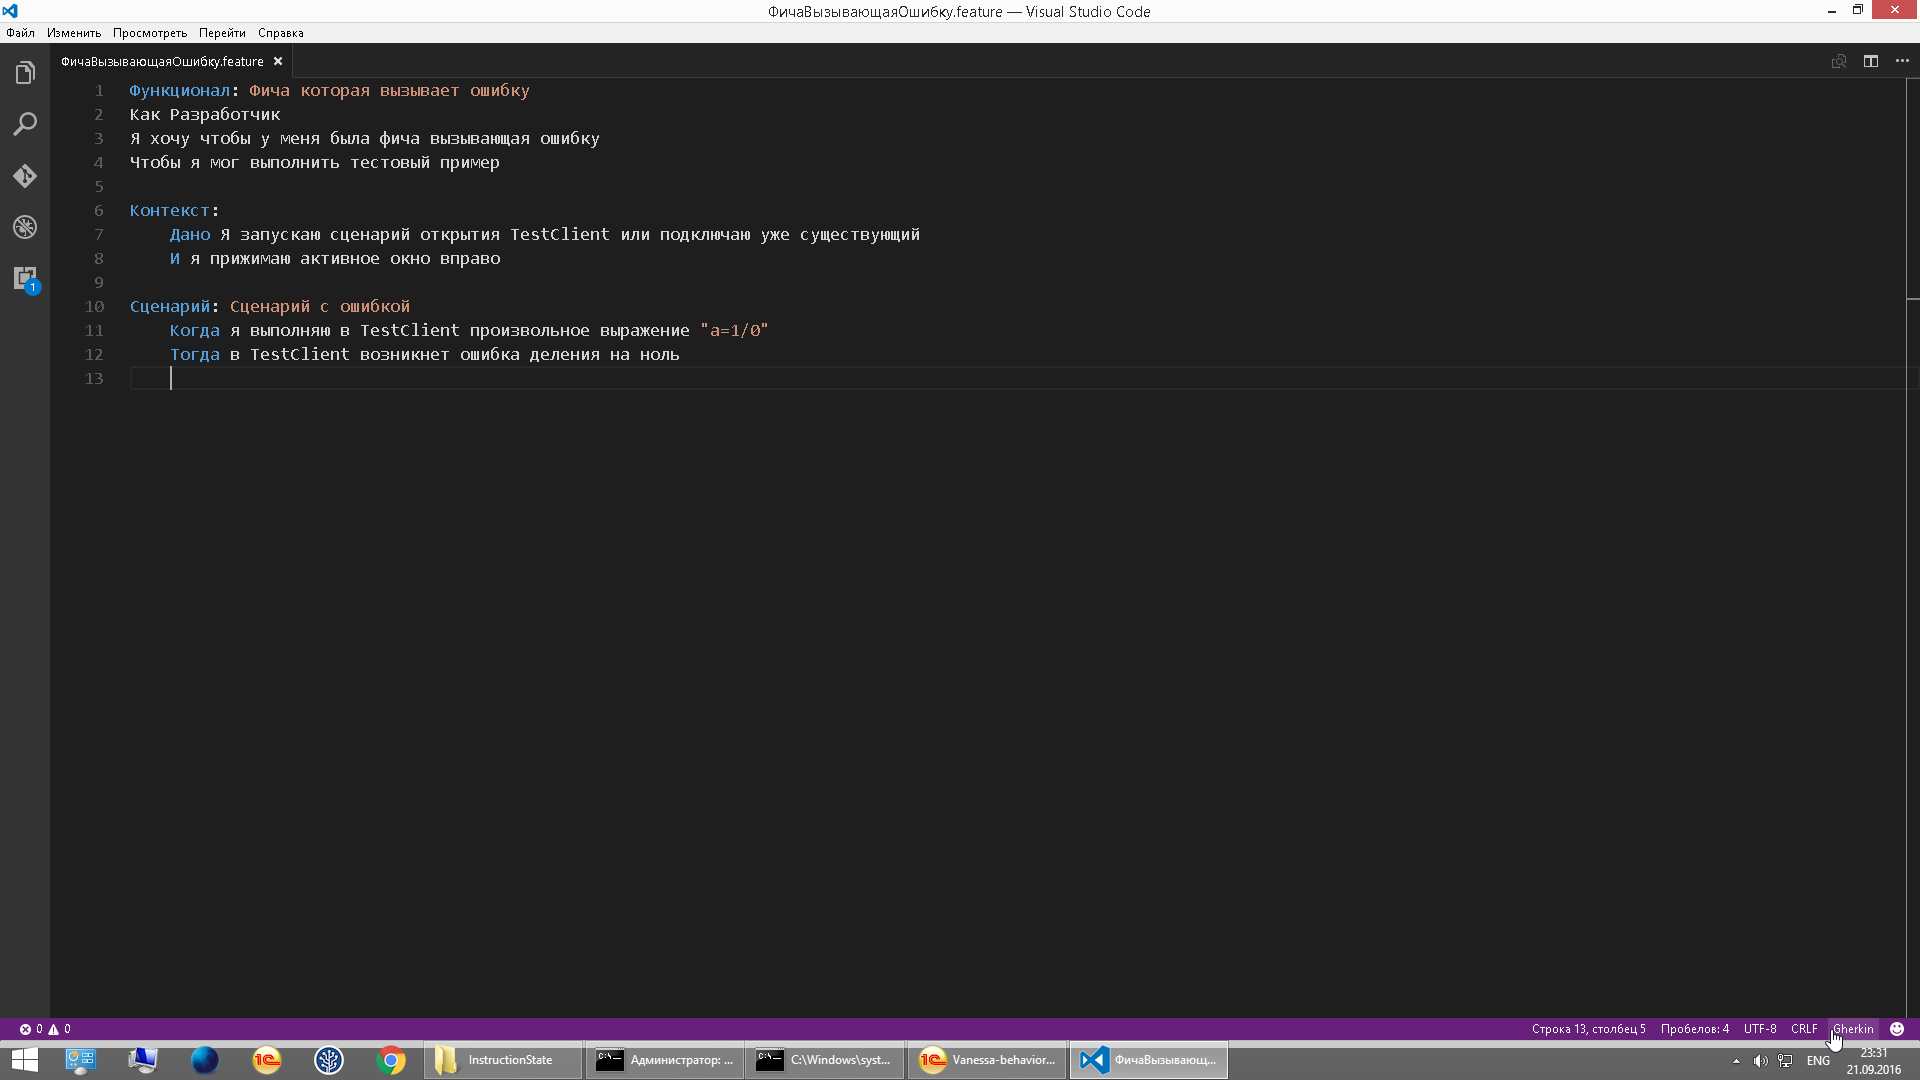 ФичаВызывающаяОшибку.feature — Visual Studio Code
Файл Изменить Просмотреть Перейти Справка
ФичаВызывающаяОшибку.feature
1 Функционал: Фича которая вызывает ошибку
2 Как Разработчик
3 Я хочу чтобы у меня была фича вызывающая ошибку
4 Чтобы я мог выполнить тестовый пример
5
6 Контекст:
7 Дано Я запускаю сценарий открытия TestClient или подключаю уже существующий
8 И я прижимаю активное окно вправо
9
10 Сценарий: Сценарий с ошибкой
11 Когда я выполняю в TestClient произвольное выражение "а=1/0"
12 Тогда в TestClient возникнет ошибка деления на ноль
13
1
0 0 Строка 13, столбец 5 Пробелов: 4 UTF-8 CRLF Gherkin
InstructionState Администратор: ... C:\Windows\syst... Vanessa-behavior... ФичаВызывающ... ENG 23:31
21.09.2016